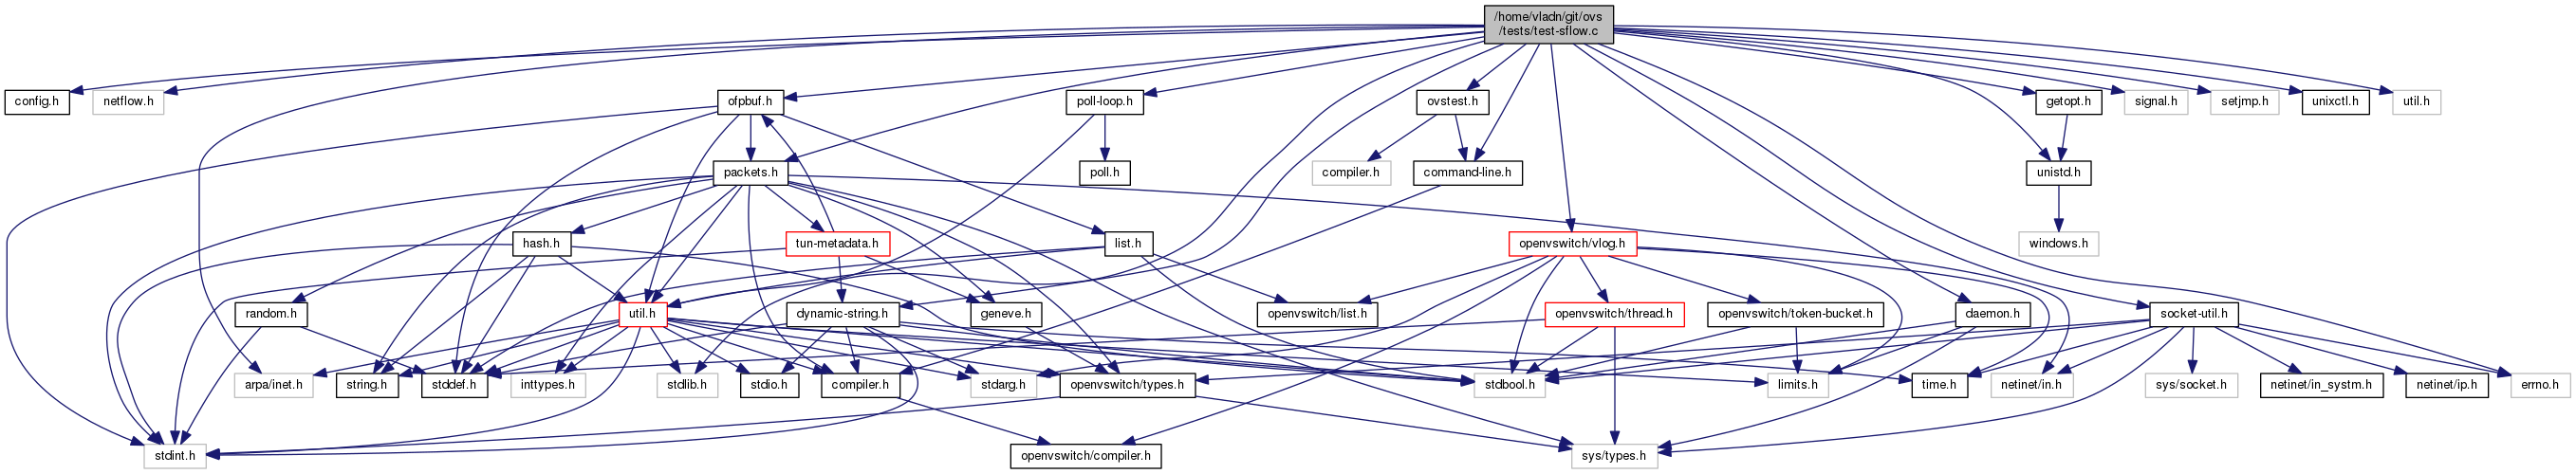 /home/vladn/git/ovs
/tests/test-sflow.c
config.h
netflow.h
ofpbuf.h
poll-loop.h
ovstest.h
getopt.h
signal.h
setjmp.h
unixctl.h
util.h
packets.h
poll.h
compiler.h
command-line.h
unistd.h
hash.h
tun-metadata.h
list.h
openvswitch/vlog.h
windows.h
random.h
util.h
dynamic-string.h
geneve.h
openvswitch/list.h
openvswitch/thread.h
openvswitch/token-bucket.h
daemon.h
socket-util.h
arpa/inet.h
string.h
stddef.h
inttypes.h
stdlib.h
stdio.h
compiler.h
stdarg.h
openvswitch/types.h
stdbool.h
limits.h
time.h
netinet/in.h
sys/socket.h
netinet/in_systm.h
netinet/ip.h
errno.h
stdint.h
openvswitch/compiler.h
sys/types.h